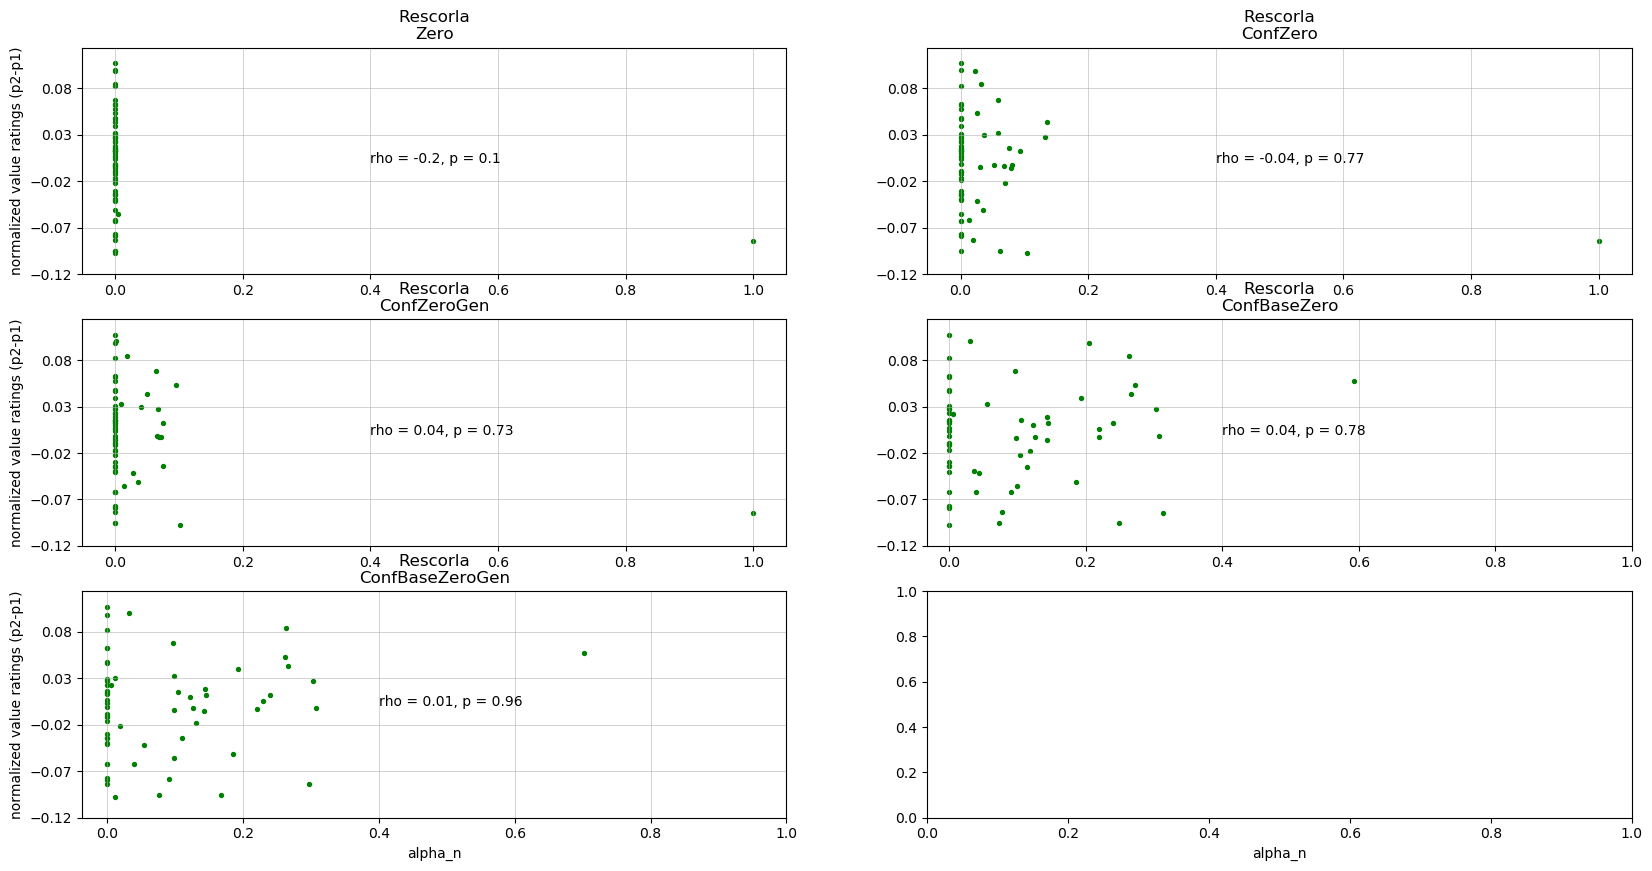 Rescorla
Zero
normalized value ratings (p2-p1)
0.08
0.03
−0.02
−0.07
−0.12
rho = -0.2, p = 0.1
0.0 0.2 0.4 0.6 0.8 1.0
Rescorla
ConfZero
0.08
0.03
−0.02
−0.07
−0.12
rho = -0.04, p = 0.77
0.0 0.2 0.4 0.6 0.8 1.0
Rescorla
ConfZeroGen
normalized value ratings (p2-p1)
0.08
0.03
−0.02
−0.07
−0.12
rho = 0.04, p = 0.73
0.0 0.2 0.4 0.6 0.8 1.0
Rescorla
ConfBaseZero
0.08
0.03
−0.02
−0.07
−0.12
rho = 0.04, p = 0.78
0.0 0.2 0.4 0.6 0.8 1.0
Rescorla
ConfBaseZeroGen
normalized value ratings (p2-p1)
0.08
0.03
−0.02
−0.07
−0.12
rho = 0.01, p = 0.96
0.0 0.2 0.4 0.6 0.8 1.0
alpha_n
1.0
0.8
0.6
0.4
0.2
0.0
0.0 0.2 0.4 0.6 0.8 1.0
alpha_n